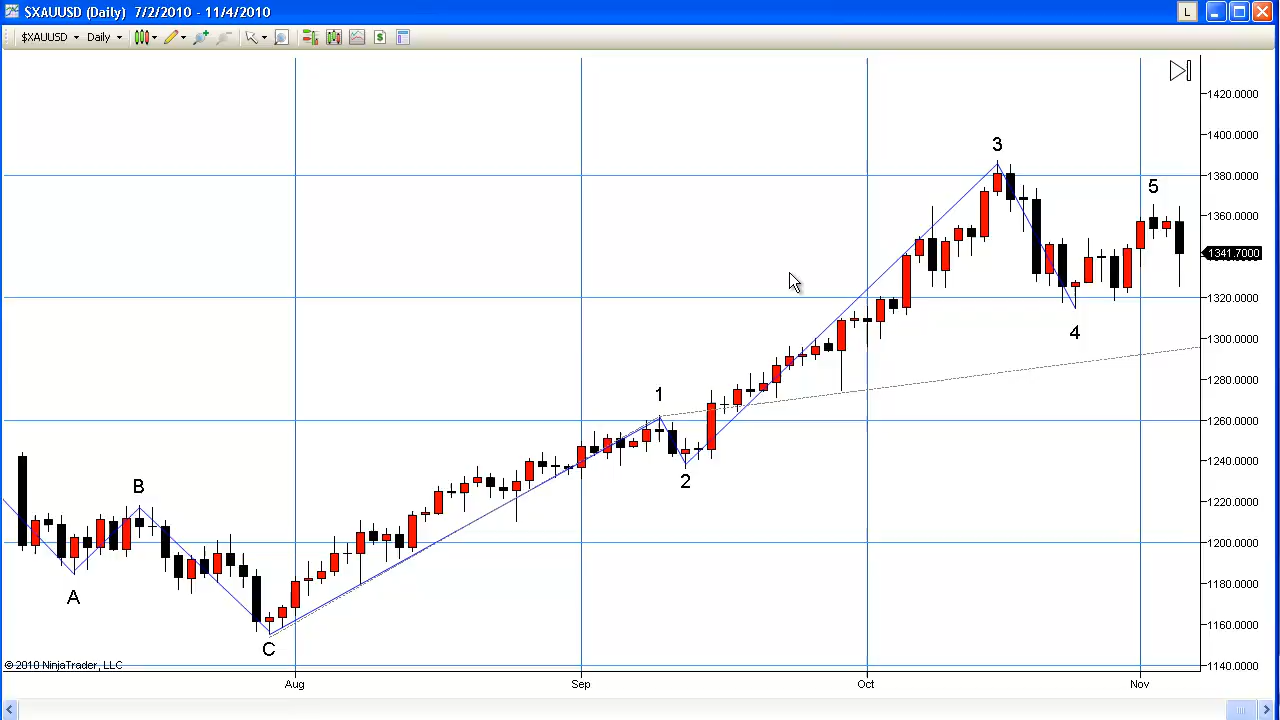 $XAUUSD (Daily) 7/2/2010 - 11/4/2010
L
$XAUUSD Daily
1420.0000
1400.0000
3
1380.0000
5
1360.0000
1341.7000
1320.0000
4
1300.0000
1280.0000
1
1260.0000
2
1240.0000
B
1220.0000
1200.0000
1180.0000
A
1160.0000
C
1140.0000
© 2010 NinjaTrader, LLC
Aug Sep Oct Nov